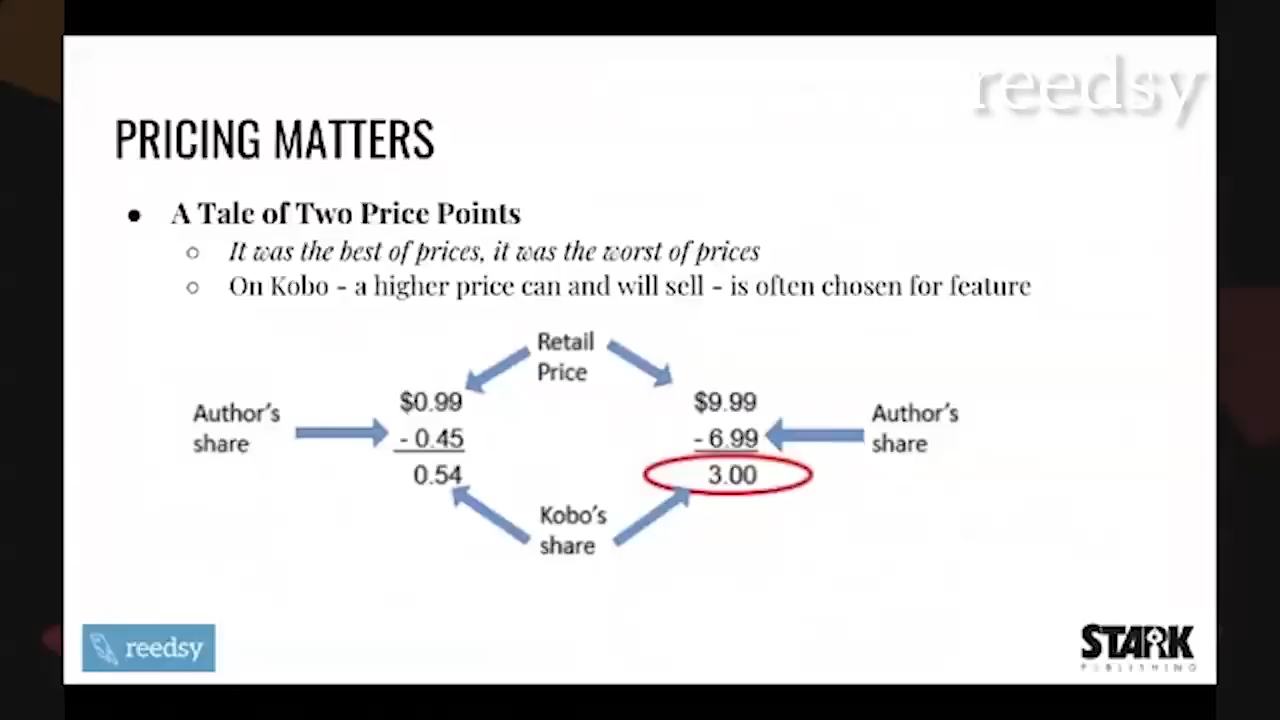 reedsy
PRICING MATTERS
● A Tale of Two Price Points
○ It was the best of prices, it was the worst of prices
○ On Kobo - a higher price can and will sell - is often chosen for feature
Retail
Price
Author's
share
$0.99
- 0.45
0.54
$9.99
- 6.99
3.00
Author's
share
Kobo's
share
reedsy
STARK
PUBLISHING